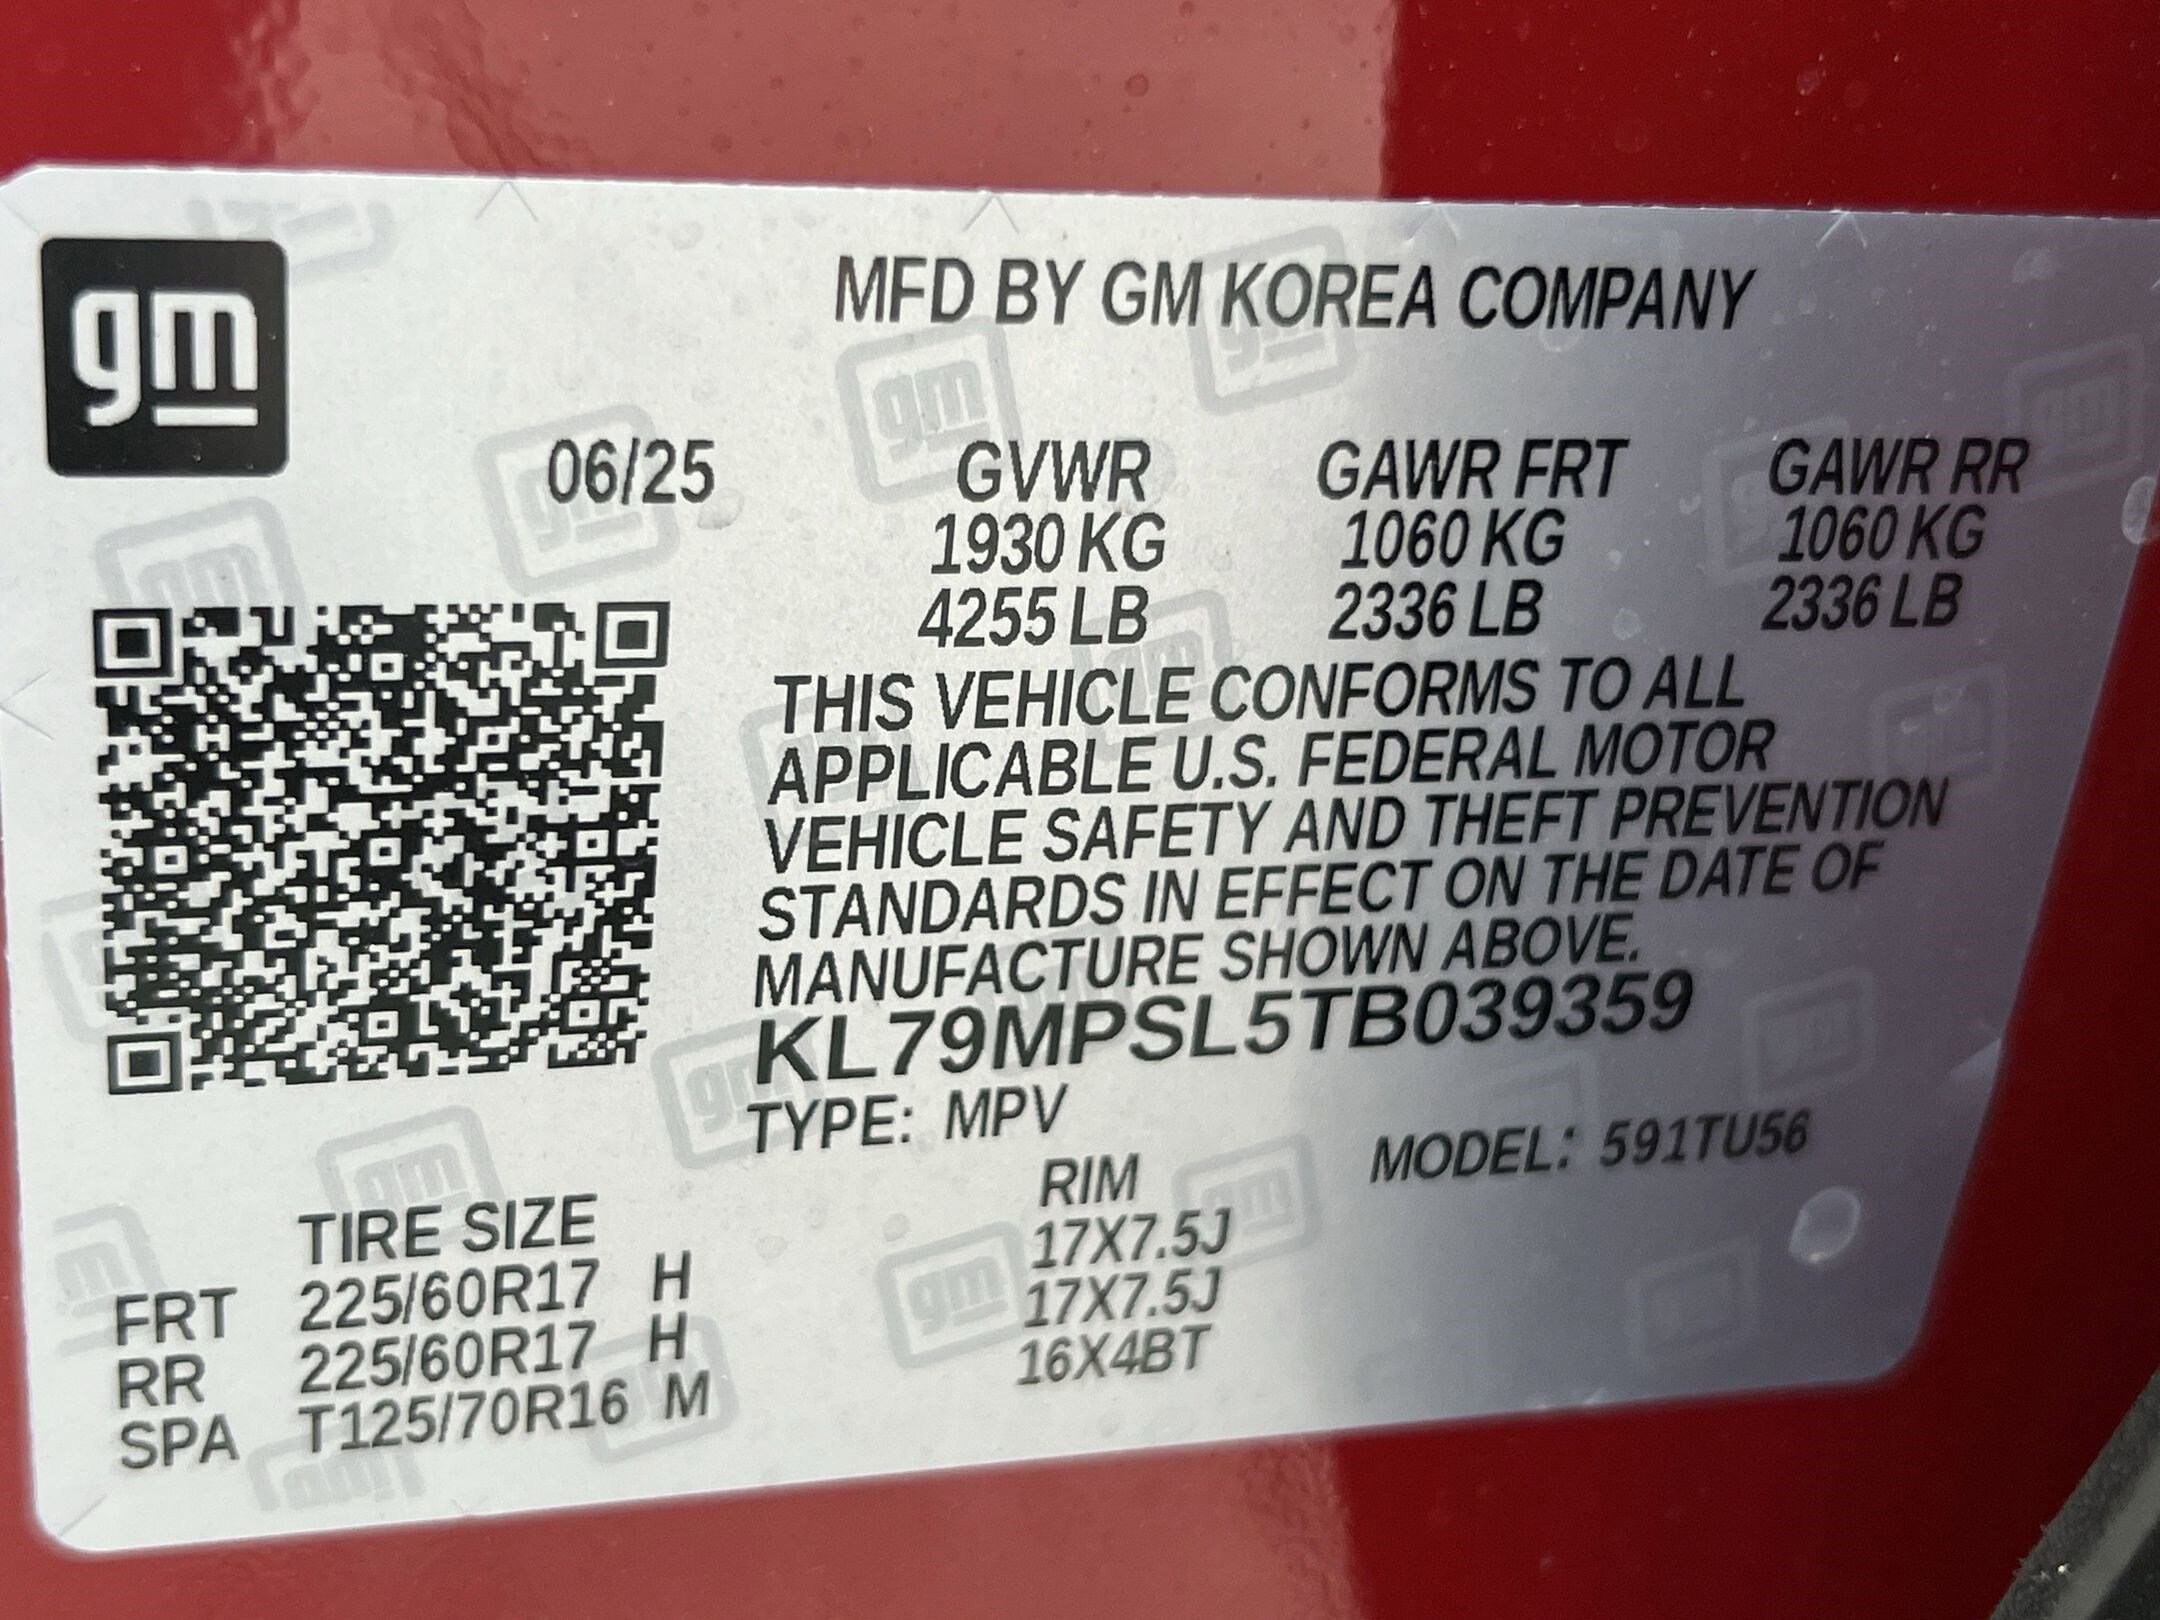 gm
MFD BY GM KOREA COMPANY
06/25 GVWR GAWR FRT GAWR RR
1930 KG 1060 KG 1060 KG
4255 LB 2336 LB 2336 LB
THIS VEHICLE CONFORMS TO ALL
APPLICABLE U.S. FEDERAL MOTOR
VEHICLE SAFETY AND THEFT PREVENTION
STANDARDS IN EFFECT ON THE DATE OF
MANUFACTURE SHOWN ABOVE.
KL79MPSL5TB039359
TYPE: MPV MODEL: 591TU56
TIRE SIZE RIM
FRT 225/60R17 H 17X7.5J
RR 225/60R17 H 17X7.5J
SPA T125/70R16 M 16X4BT